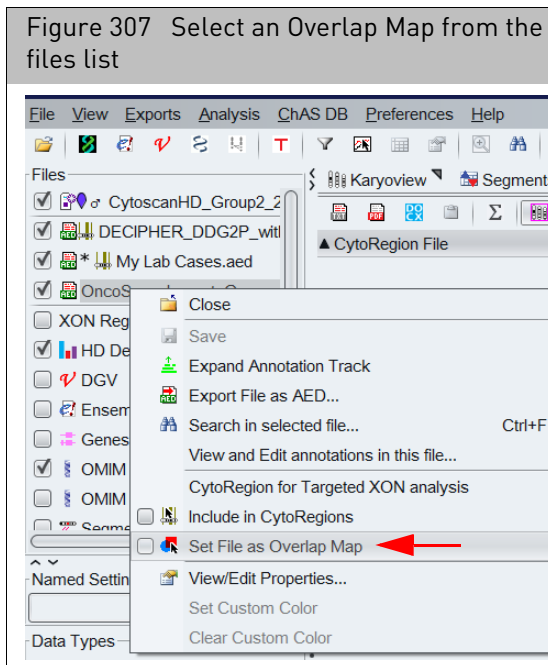 Figure 307 Select an Overlap Map from the
files list
File View Exports Analysis ChAS DB Preferences Help
Files
Karyoview
CytoscanHD_Group2_2
DECIPHER_DDG2P_wit
* My Lab Cases.aed
CytoRegion File
Close
XON Reg
Save
HD De
Expand Annotation Track
DGV
Export File as AED...
Ensem
Search in selected file... Ctrl+F
Genes
View and Edit annotations in this file...
OMIM
CytoRegion for Targeted XON analysis
OMIM
Include in CytoRegions
Set File as Overlap Map
Named Settin
View/Edit Properties...
Set Custom Color
Data Types
Clear Custom Color